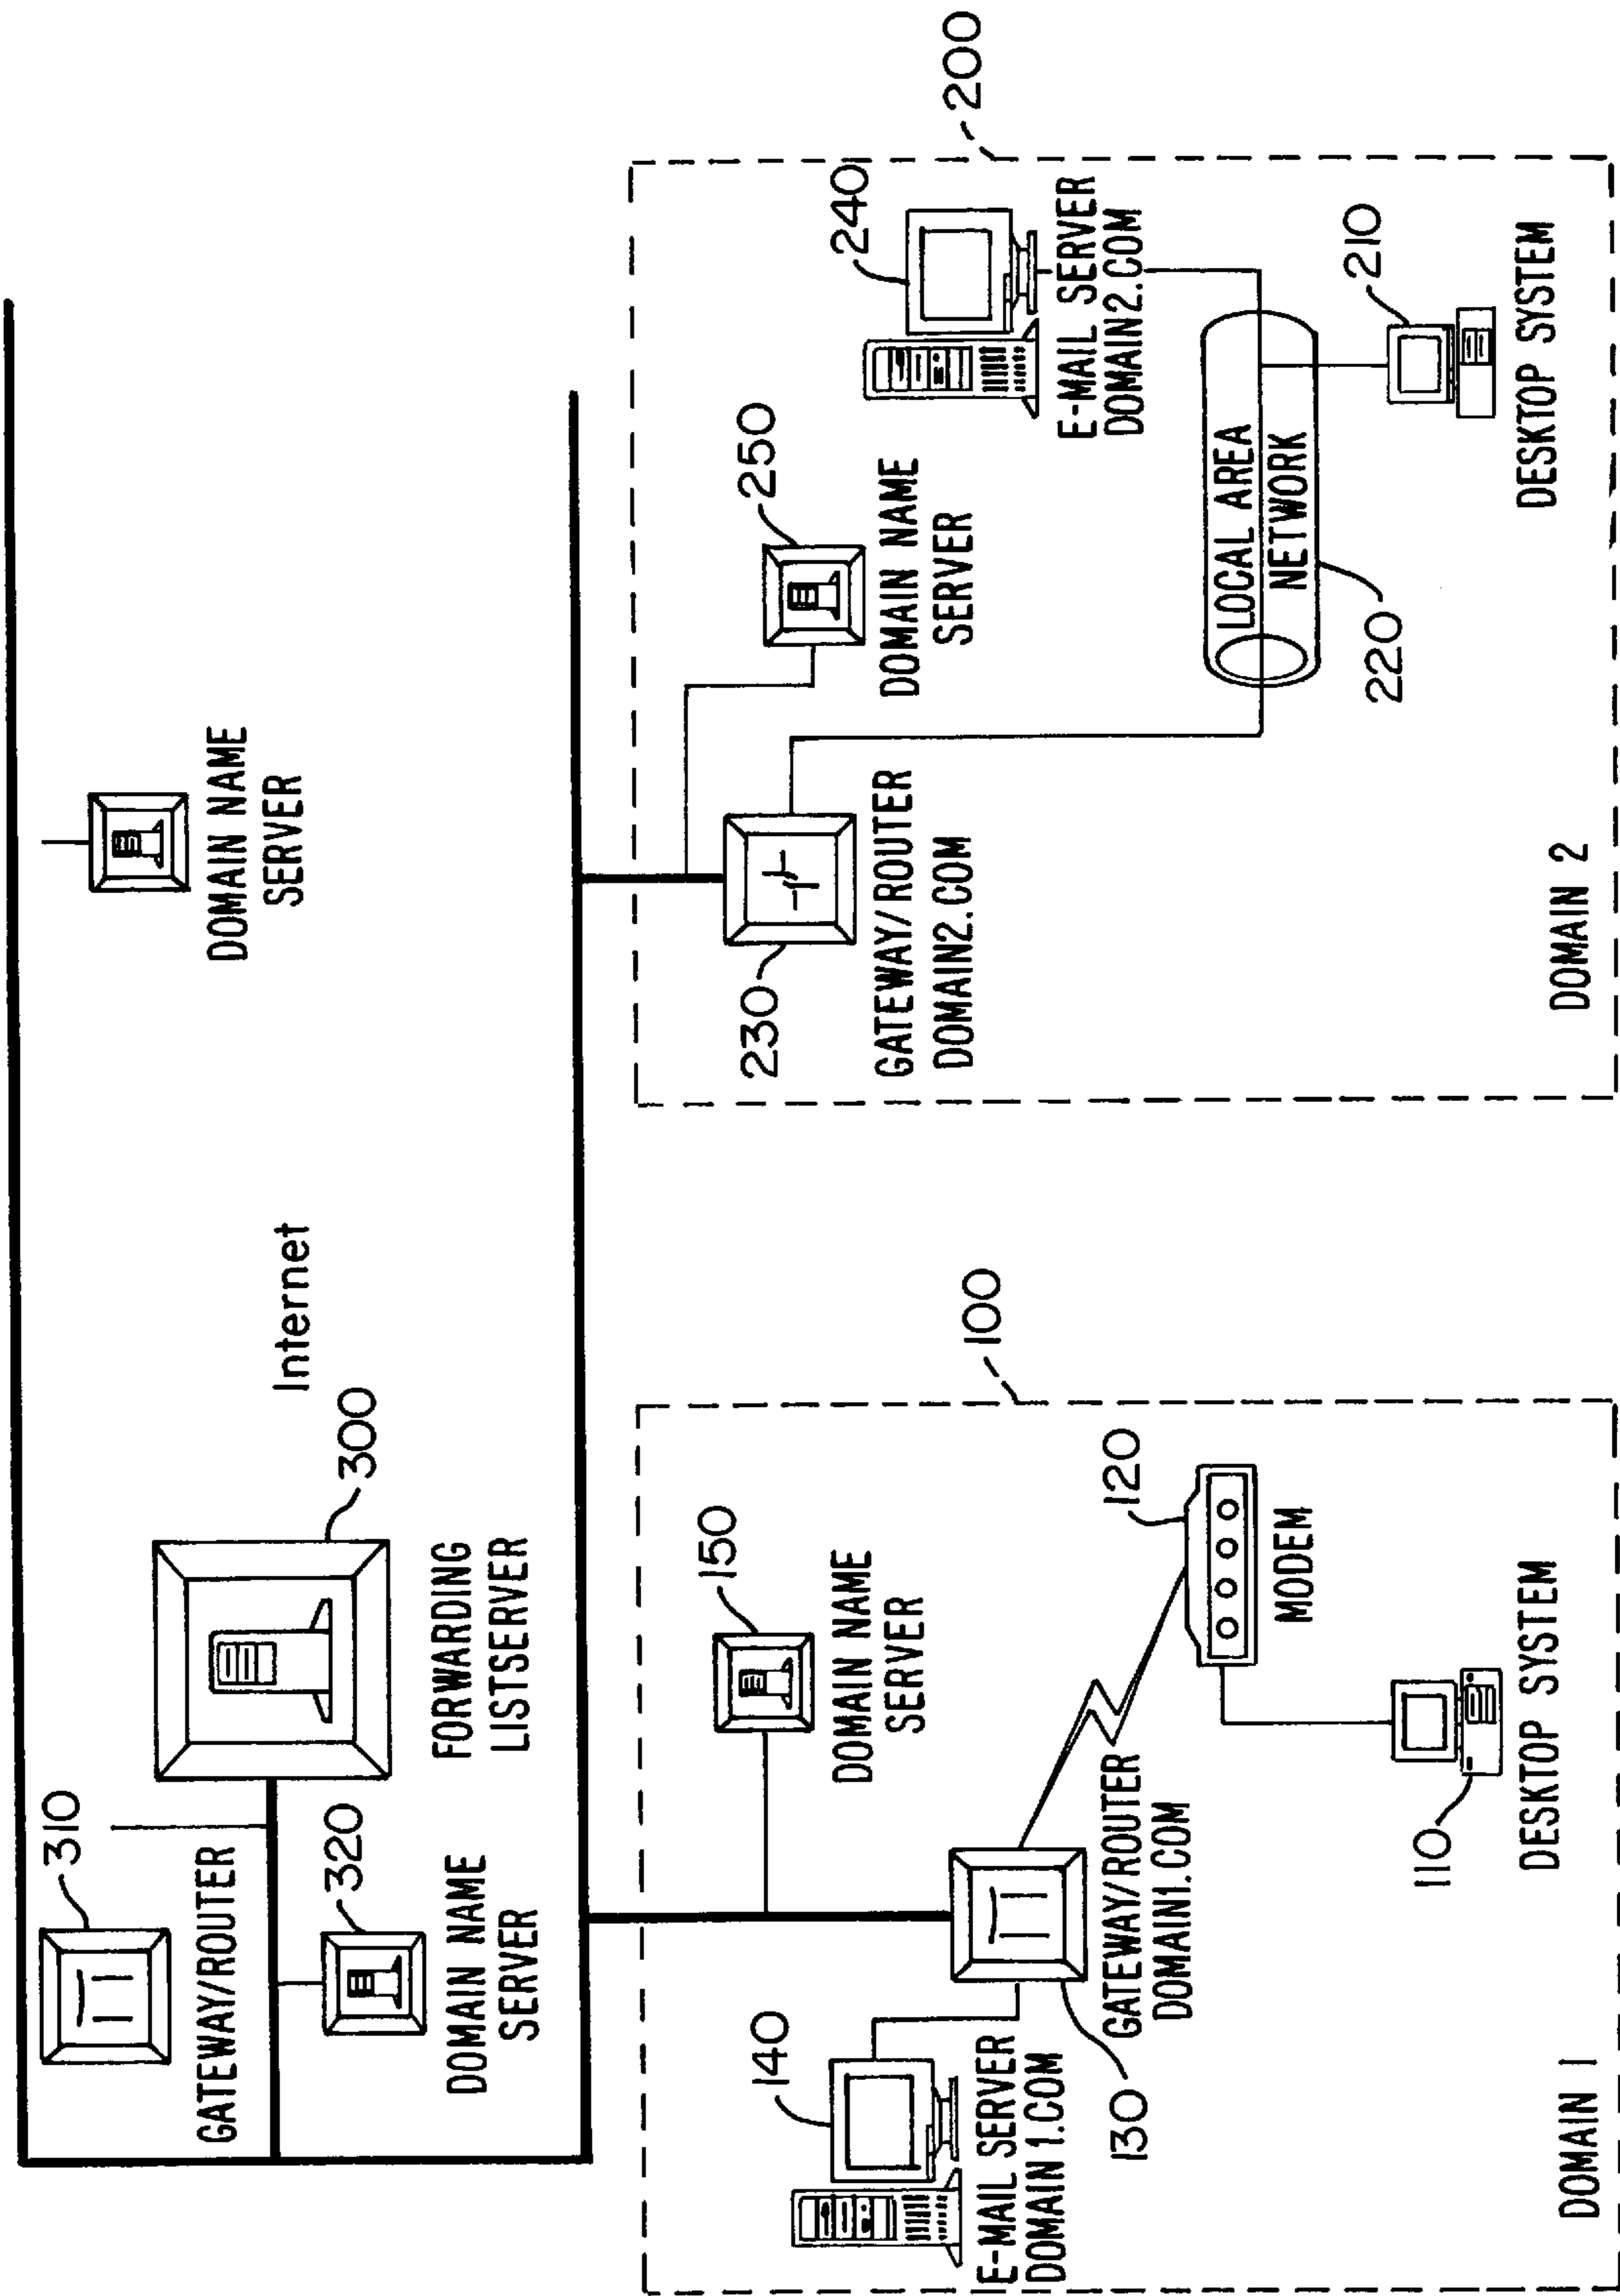 310
GATEWAY/ROUTER
320
DOMAIN NAME
SERVER
300
FORWARDING
LISTSERVER
Internet
DOMAIN NAME
SERVER
100
140
E-MAIL SERVER
DOMAIN 1.COM
150
DOMAIN NAME
SERVER
130
GATEWAY/ROUTER
DOMAIN1.COM
120
MODEM
110
DESKTOP SYSTEM
DOMAIN 1
200
230
GATEWAY/ROUTER
DOMAIN2.COM
250
DOMAIN NAME
SERVER
240
E-MAIL SERVER
DOMAIN2.COM
LOCAL AREA
NETWORK
220
210
DESKTOP SYSTEM
DOMAIN 2